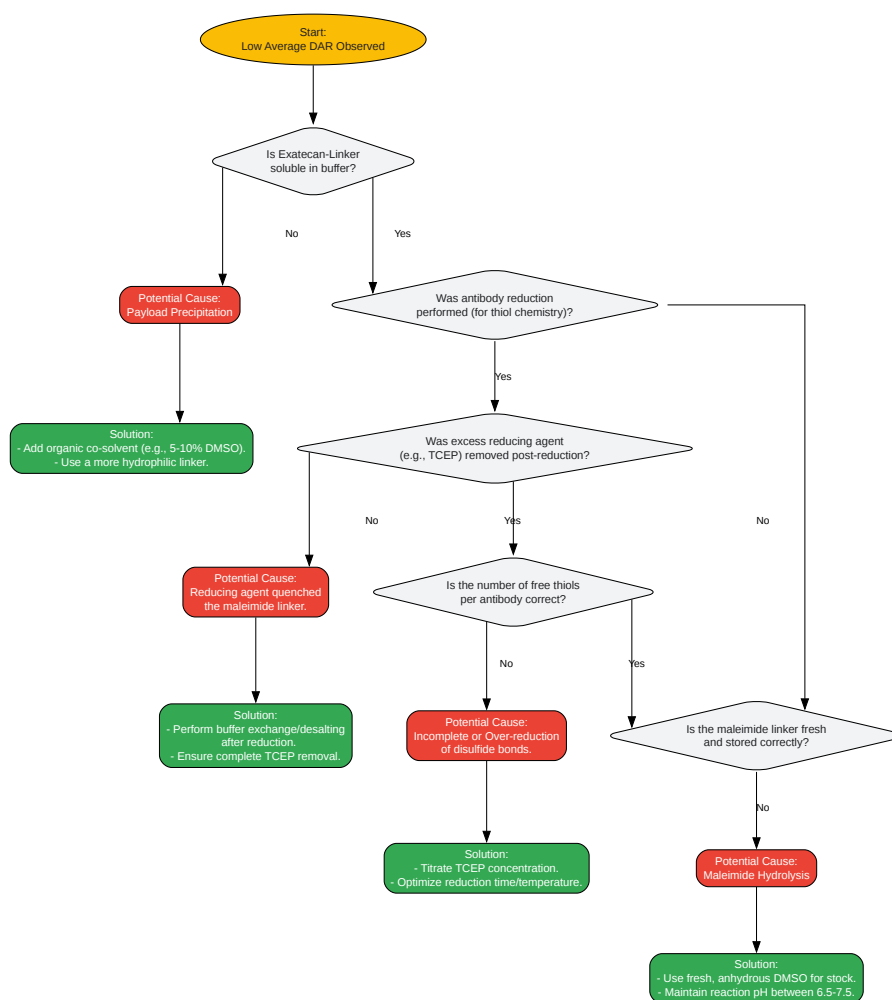 Start:
Low Average DAR Observed
Is Exatecan-Linker
soluble in buffer?
No
Yes
Potential Cause:
Payload Precipitation
Was antibody reduction
performed (for thiol chemistry)?
Yes
Solution:
- Add organic co-solvent (e.g., 5-10% DMSO).
- Use a more hydrophilic linker.
Was excess reducing agent
(e.g., TCEP) removed post-reduction?
No
Yes
No
Potential Cause:
Reducing agent quenched
the maleimide linker.
Is the number of free thiols
per antibody correct?
No
Yes
Solution:
- Perform buffer exchange/desalting
after reduction.
- Ensure complete TCEP removal.
Potential Cause:
Incomplete or Over-reduction
of disulfide bonds.
Is the maleimide linker fresh
and stored correctly?
No
Solution:
- Titrate TCEP concentration.
- Optimize reduction time/temperature.
Potential Cause:
Maleimide Hydrolysis
Solution:
- Use fresh, anhydrous DMSO for stock.
- Maintain reaction pH between 6.5-7.5.